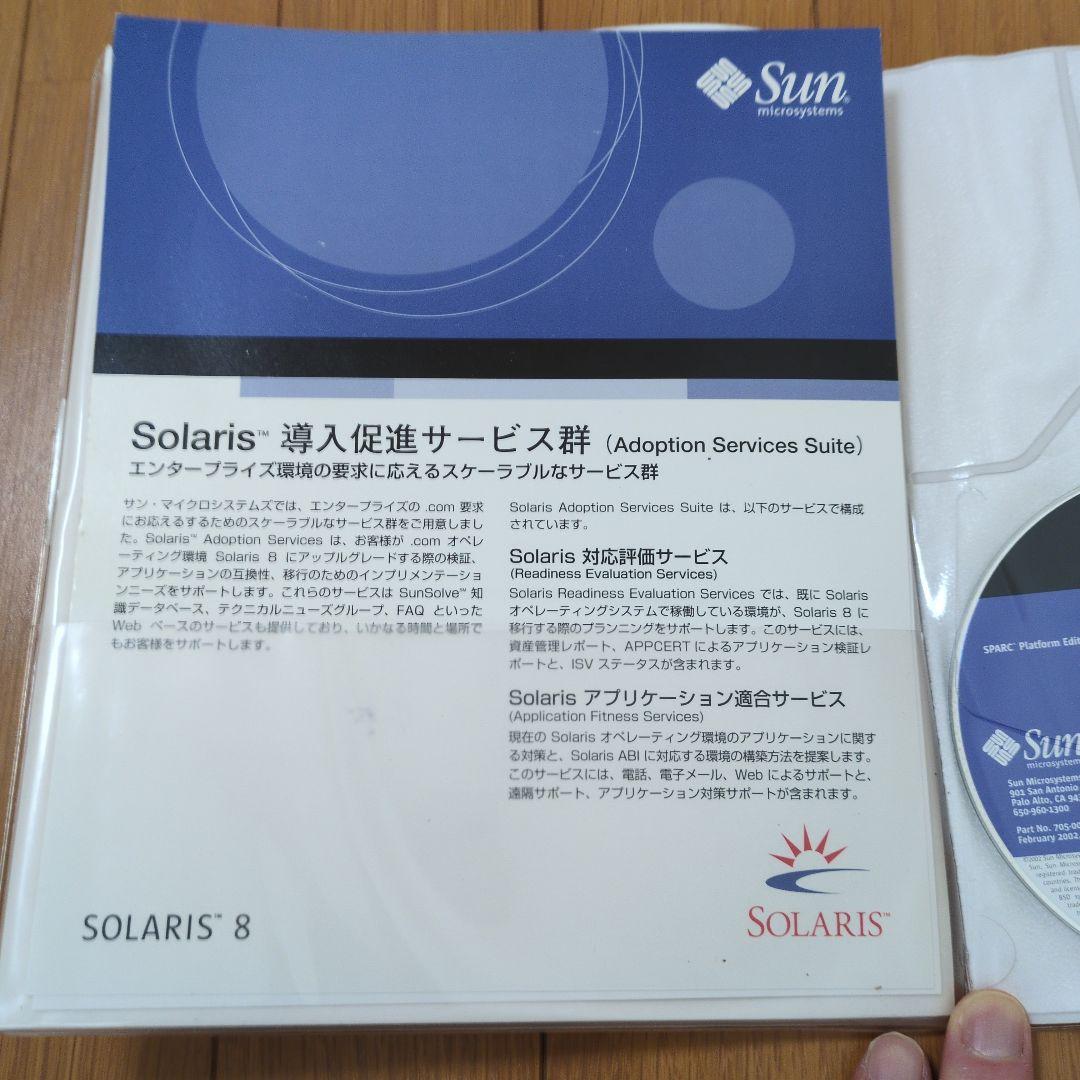 Sun
microsystems
Solaris™ 導入促進サービス群（Adoption Services Suite）
エンタープライズ環境の要求に応えるスケーラブルなサービス群
サン・マイクロシステムズでは、エンタープライズの .com 要求
にお応えするするためのスケーラブルなサービス群をご用意しまし
た。Solaris™ Adoption Services は、お客様が .com オペレ
ーティング環境 Solaris 8 にアップルグレードする際の検証、
アプリケーションの互換性、移行のためのインプリメンテーショ
ンニーズをサポートします。これらのサービスは SunSolve™ 知
識データベース、テクニカルニューズグループ、FAQ といった
Web ベースのサービスも提供しており、いかなる時間と場所で
もお客様をサポートします。
Solaris Adoption Services Suite は、以下のサービスで構成
されています。
Solaris 対応評価サービス
(Readiness Evaluation Services)
Solaris Readiness Evaluation Services では、既に Solaris
オペレーティングシステムで稼働している環境が、Solaris 8 に
移行する際のプランニングをサポートします。このサービスには、
資産管理レポート、APPCERT によるアプリケーション検証レ
ポートと、ISV ステータスが含まれます。
Solaris アプリケーション適合サービス
(Application Fitness Services)
現在の Solaris オペレーティング環境のアプリケーションに関す
る対策と、Solaris ABI に対応する環境の構築方法を提案します。
このサービスには、電話、電子メール、Web によるサポートと、
遠隔サポート、アプリケーション対策サポートが含まれます。
SOLARIS™ 8
SOLARIS™
SPARC™ Platform Edit
Sun
microsystems
Sun Microsystems
901 San Antonio
Palo Alto, CA 94
650-960-1300
Part No. 705-00
February 2002.
©2002 Sun Microsys
Sun, Sun Micros
registered trad
countries.
and licens
BSD
trade